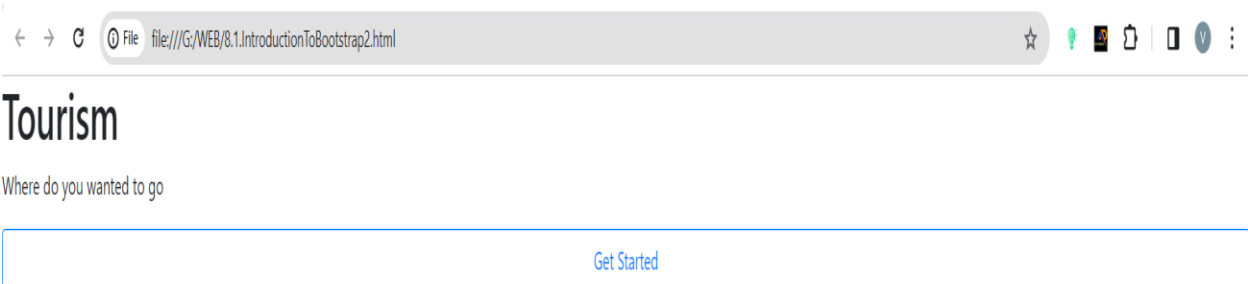 File file:///G:/WEB/8.1.IntroductionToBootstrap2.html V
Tourism
Where do you wanted to go
Get Started